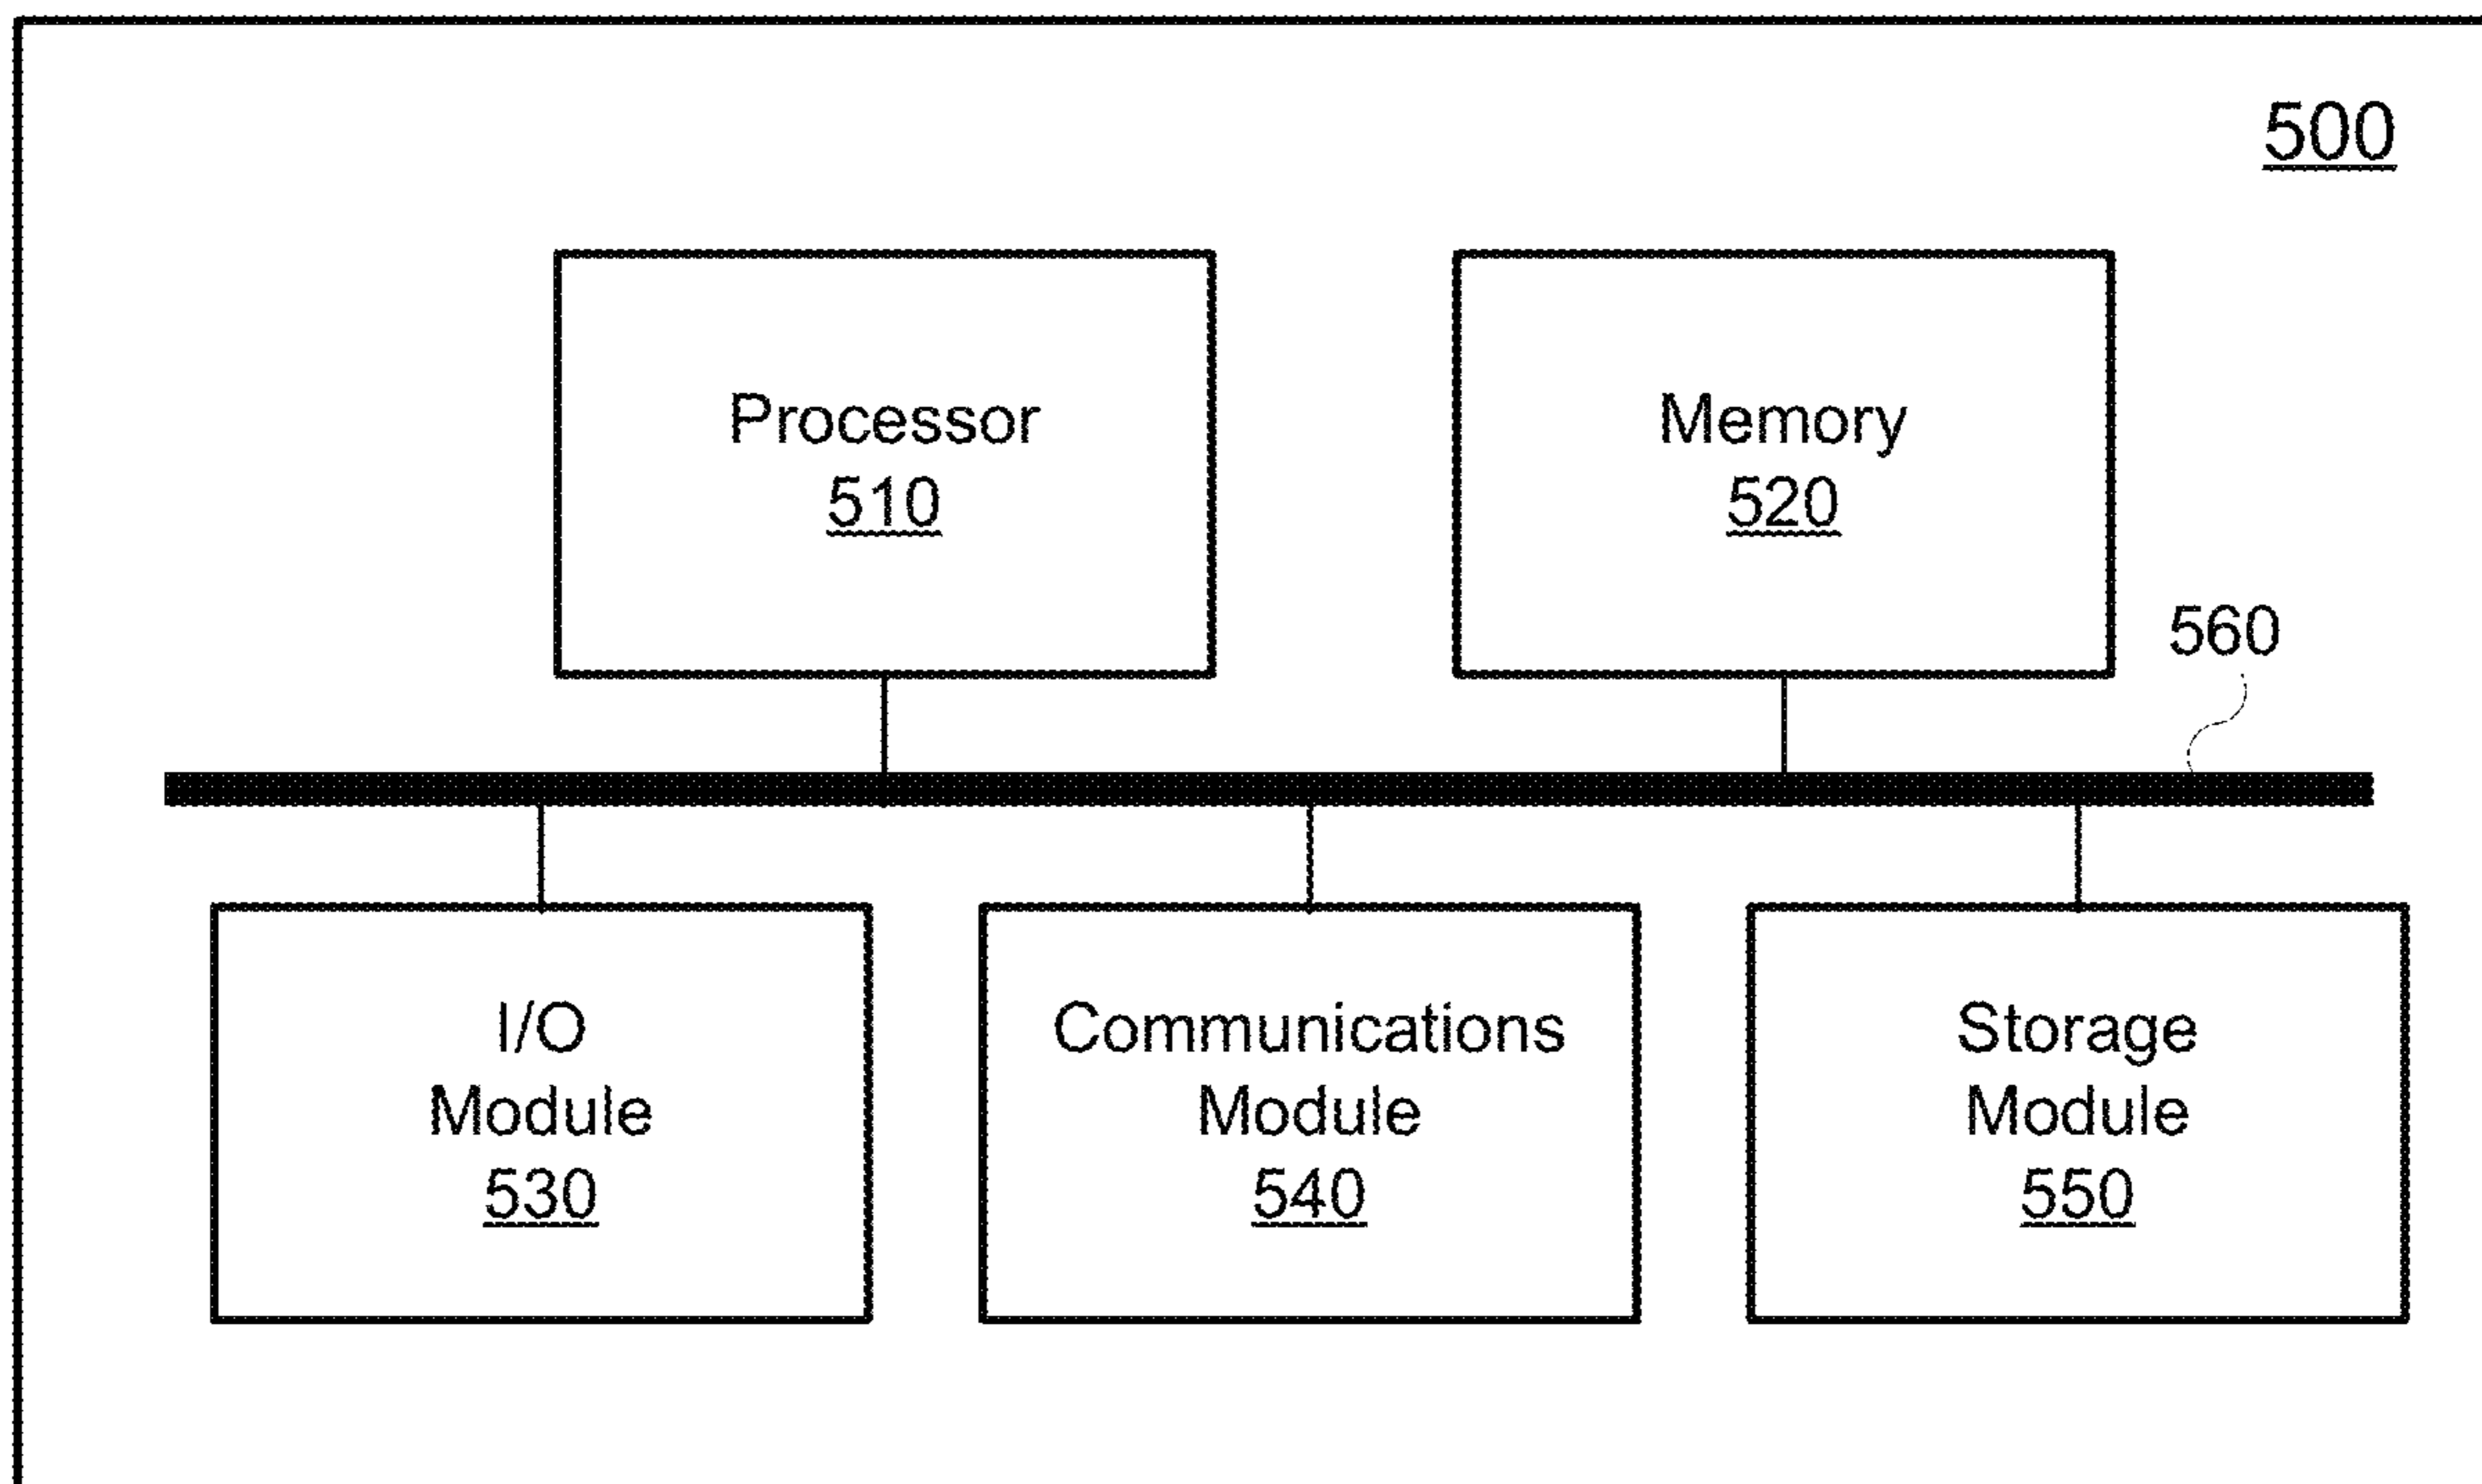 500
Processor
510
Memory
520
560
I/O
Module
530
Communications
Module
540
Storage
Module
550